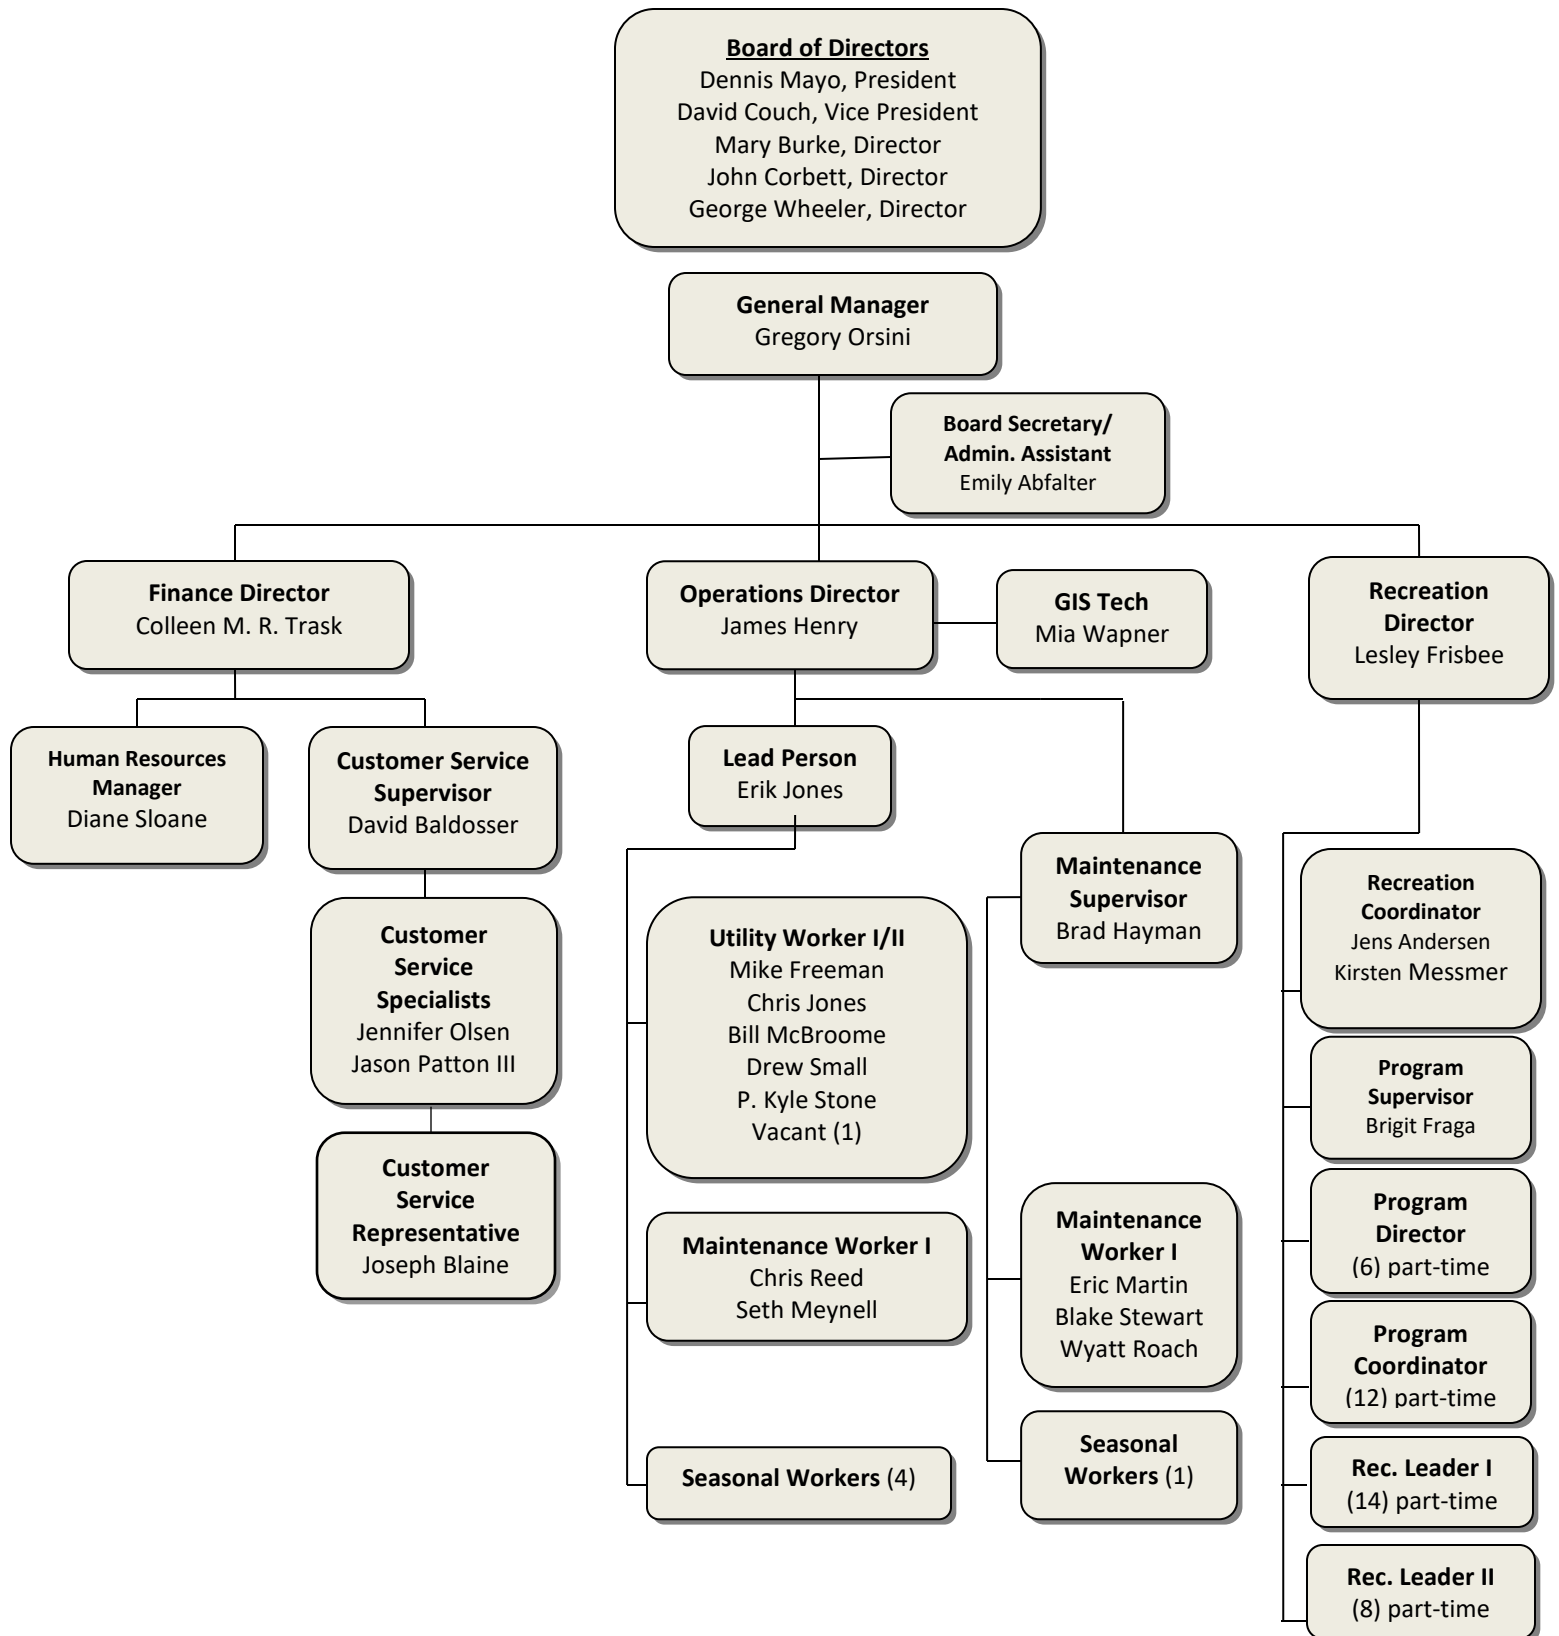 Board of Directors
Dennis Mayo, President
David Couch, Vice President
Mary Burke, Director
John Corbett, Director
George Wheeler, Director
General Manager
Gregory Orsini
Board Secretary/
Admin. Assistant
Emily Abfalter
Finance Director
Colleen M. R. Trask
Operations Director
James Henry
GIS Tech
Mia Wapner
Recreation
Director
Lesley Frisbee
Human Resources
Manager
Diane Sloane
Customer Service
Supervisor
David Baldosser
Lead Person
Erik Jones
Maintenance
Supervisor
Brad Hayman
Recreation
Coordinator
Jens Andersen
Kirsten Messmer
Customer
Service
Specialists
Jennifer Olsen
Jason Patton III
Utility Worker I/II
Mike Freeman
Chris Jones
Bill McBroome
Drew Small
P. Kyle Stone
Vacant (1)
Program
Supervisor
Brigit Fraga
Customer
Service
Representative
Joseph Blaine
Maintenance Worker I
Chris Reed
Seth Meynell
Maintenance
Worker I
Eric Martin
Blake Stewart
Wyatt Roach
Program
Director
(6) part-time
Program
Coordinator
(12) part-time
Seasonal Workers (4)
Seasonal
Workers (1)
Rec. Leader I
(14) part-time
Rec. Leader II
(8) part-time